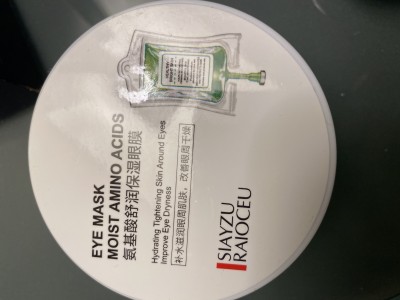 EYE MASK
MOIST AMINO ACIDS
氨基酸舒润保湿眼膜
Hydrating Tightening Skin Around Eyes
Improve Eye Dryness
补水滋润眼周肌肤，改善眼周干燥
SIAYZU
RAIOCEU